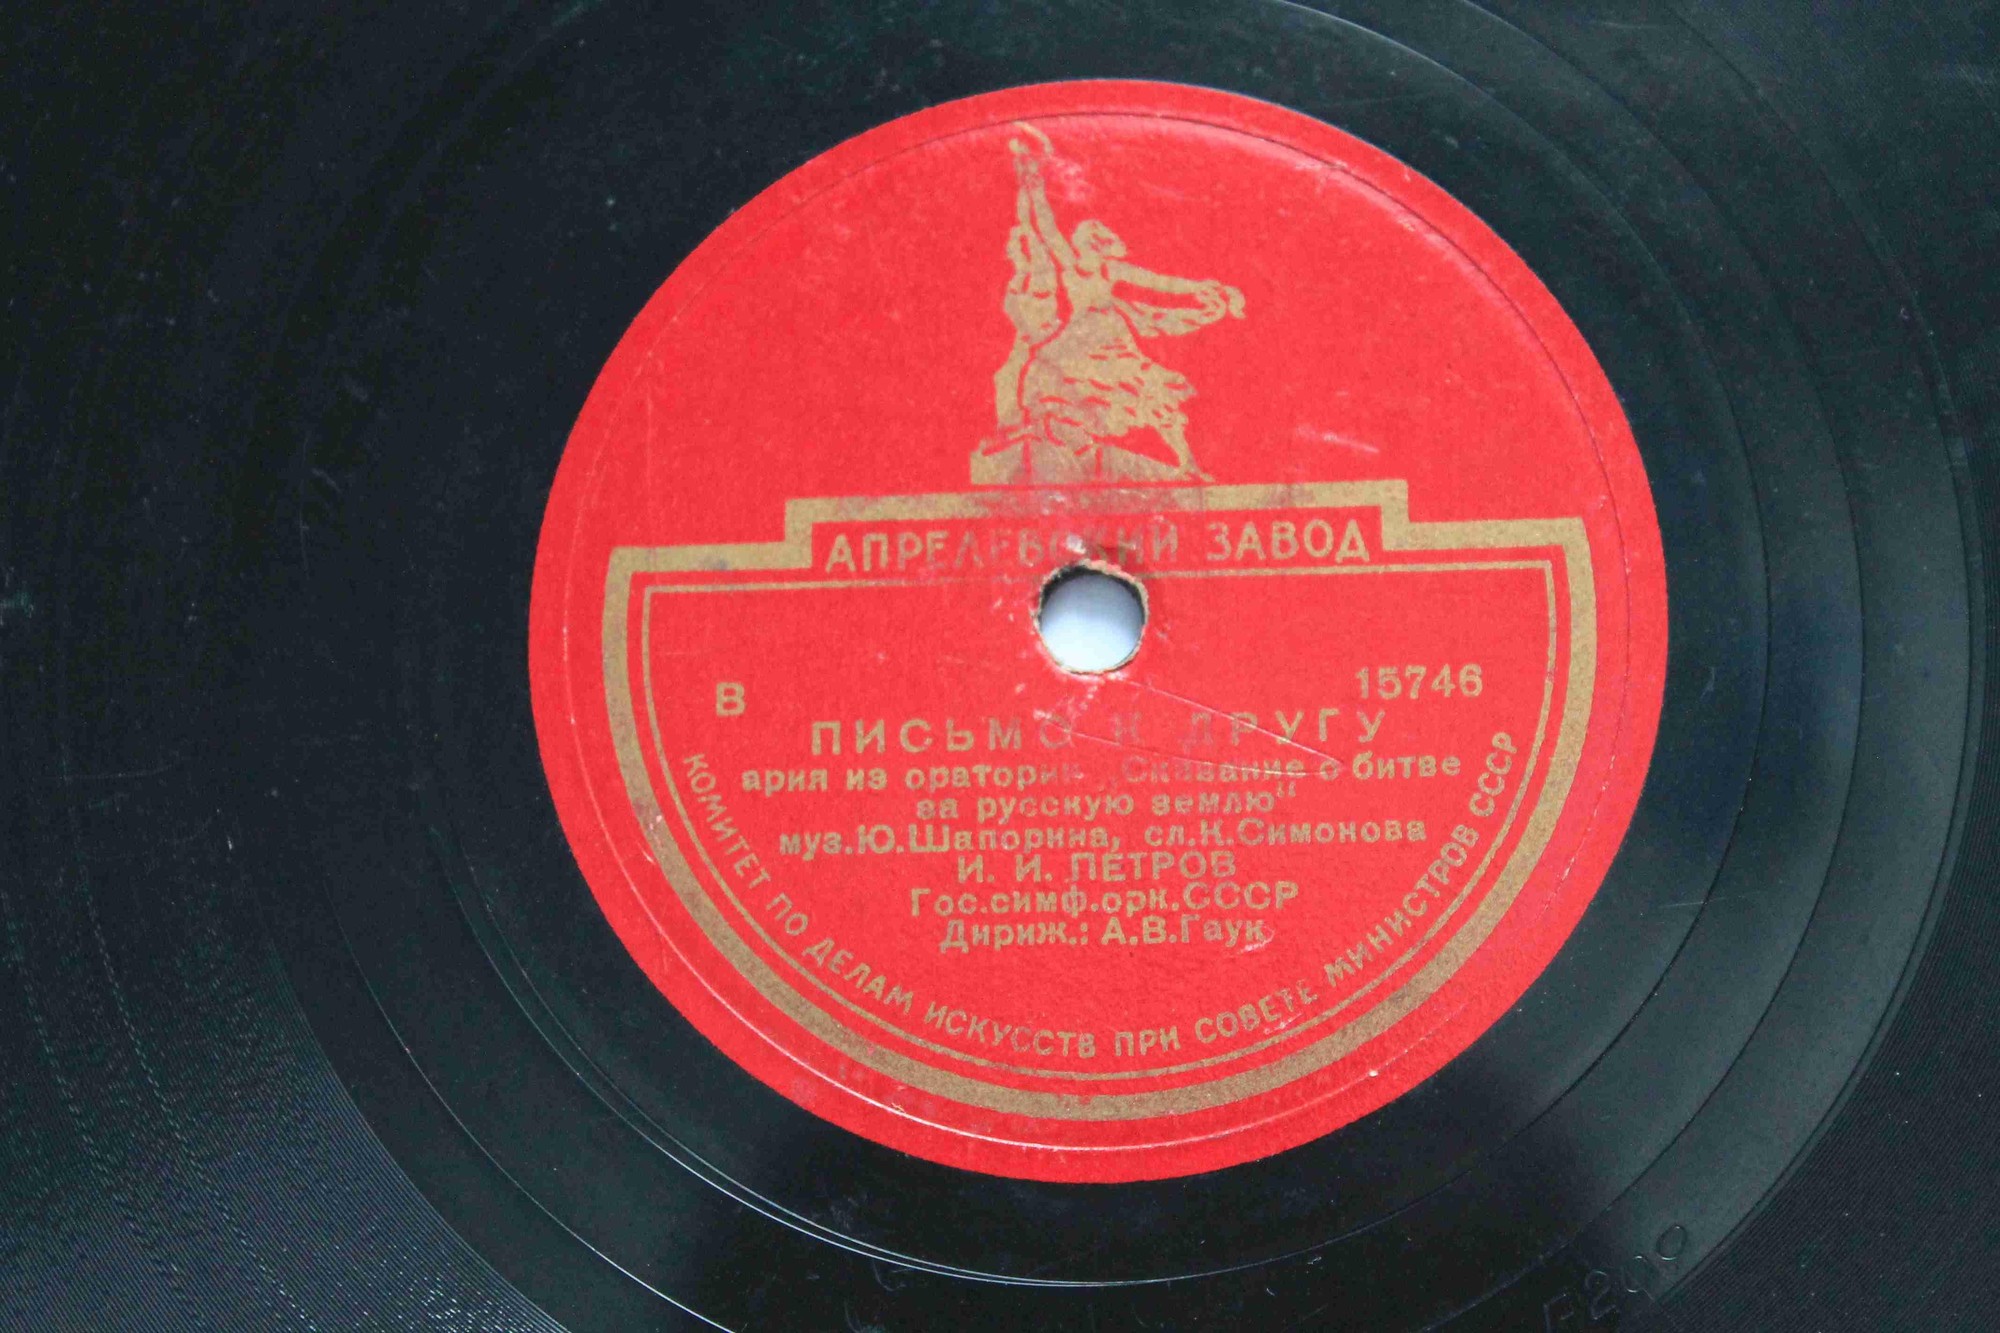 АПРЕЛЕВСКИЙ ЗАВОД
В 15746
ПИСЬМО К ДРУГУ
ария из оратории „Сказание о битве
за русскую землю"
муз.Ю.Шапорина, сл.К.Симонова
И. И. ПЕТРОВ
Гос.симф.орк.СССР
Дириж.: А.В.Гаук
КОМИТЕТ ПО ДЕЛАМ ИСКУССТВ ПРИ СОВЕТЕ МИНИСТРОВ СССР